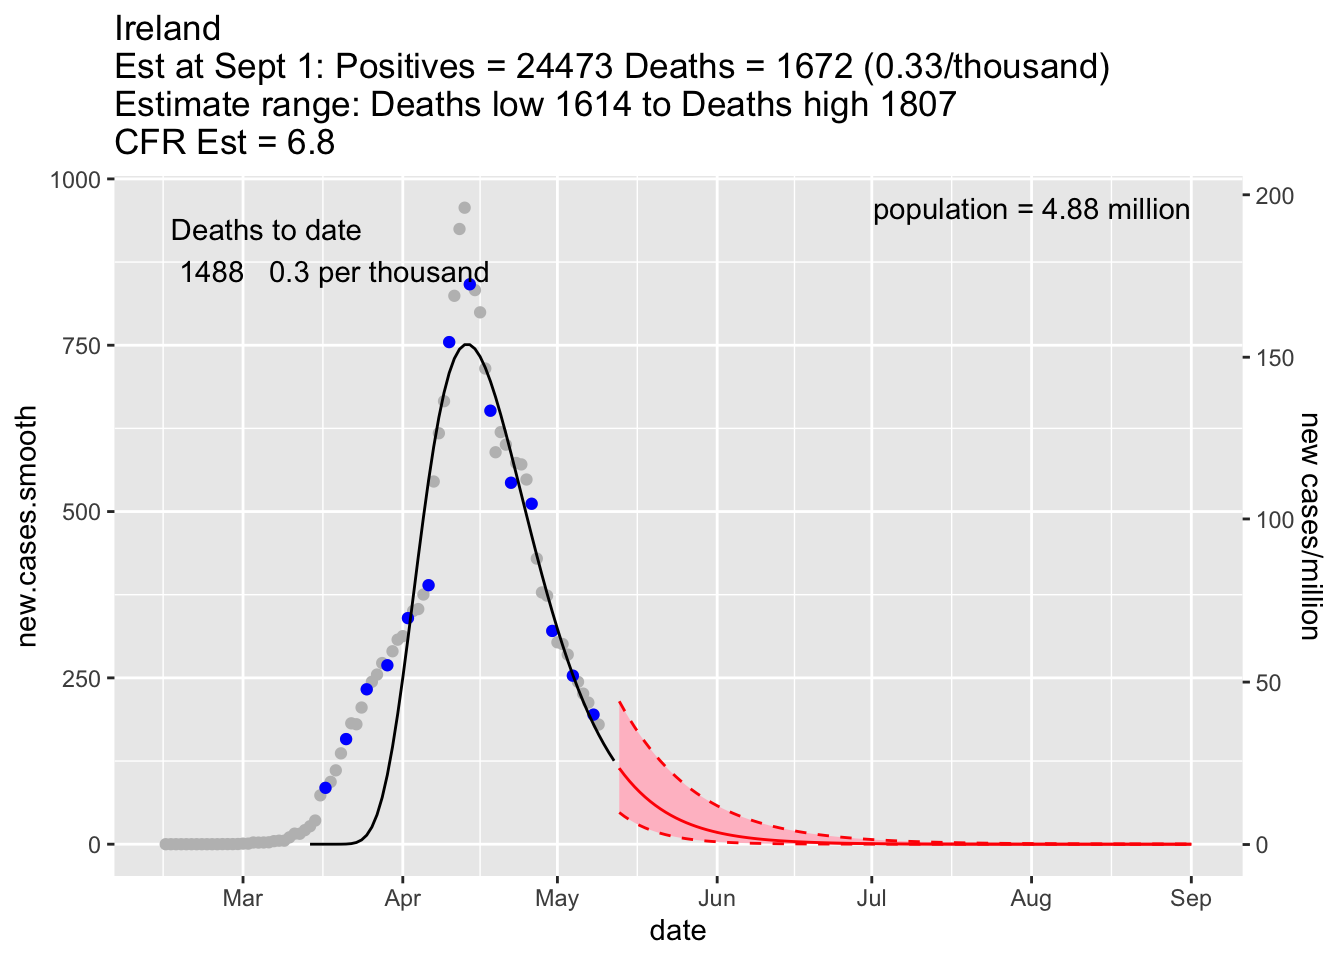 Ireland
Est at Sept 1: Positives = 24473 Deaths = 1672 (0.33/thousand)
Estimate range: Deaths low 1614 to Deaths high 1807
CFR Est = 6.8
Deaths to date
1488 0.3 per thousand
population = 4.88 million
new.cases.smooth
1000
750
500
250
0
200
150
100
50
0
new cases/million
Mar Apr May Jun Jul Aug Sep
date